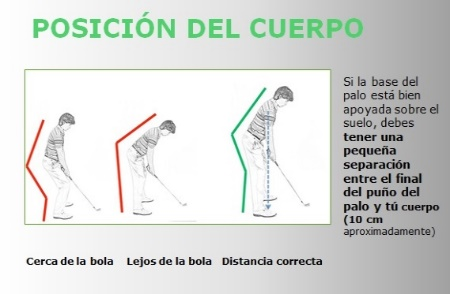 POSICIÓN DEL CUERPO
Si la base del
palo está bien
apoyada sobre el
suelo, debes
tener una
pequeña
separación
entre el final
del puño del
palo y tú cuerpo
(10 cm
aproximadamente)
Cerca de la bola
Lejos de la bola
Distancia correcta